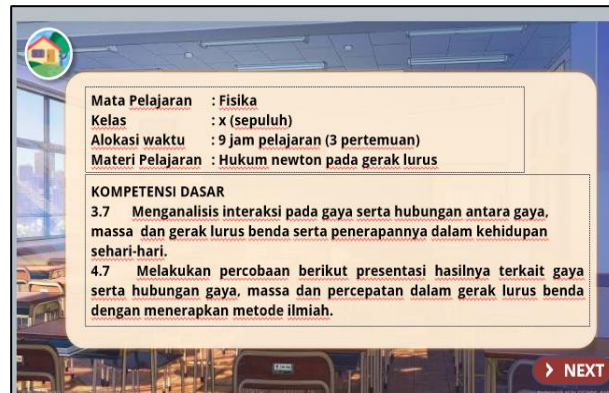 Mata Pelajaran : Fisika
Kelas : x (sepuluh)
Alokasi waktu : 9 jam pelajaran (3 pertemuan)
Materi Pelajaran : Hukum newton pada gerak lurus
KOMPETENSI DASAR
3.7 Menganalisis interaksi pada gaya serta hubungan antara gaya,
massa dan gerak lurus benda serta penerapannya dalam kehidupan
sehari-hari.
4.7 Melakukan percobaan berikut presentasi hasilnya terkait gaya
serta hubungan gaya, massa dan percepatan dalam gerak lurus benda
dengan menerapkan metode ilmiah.
> NEXT